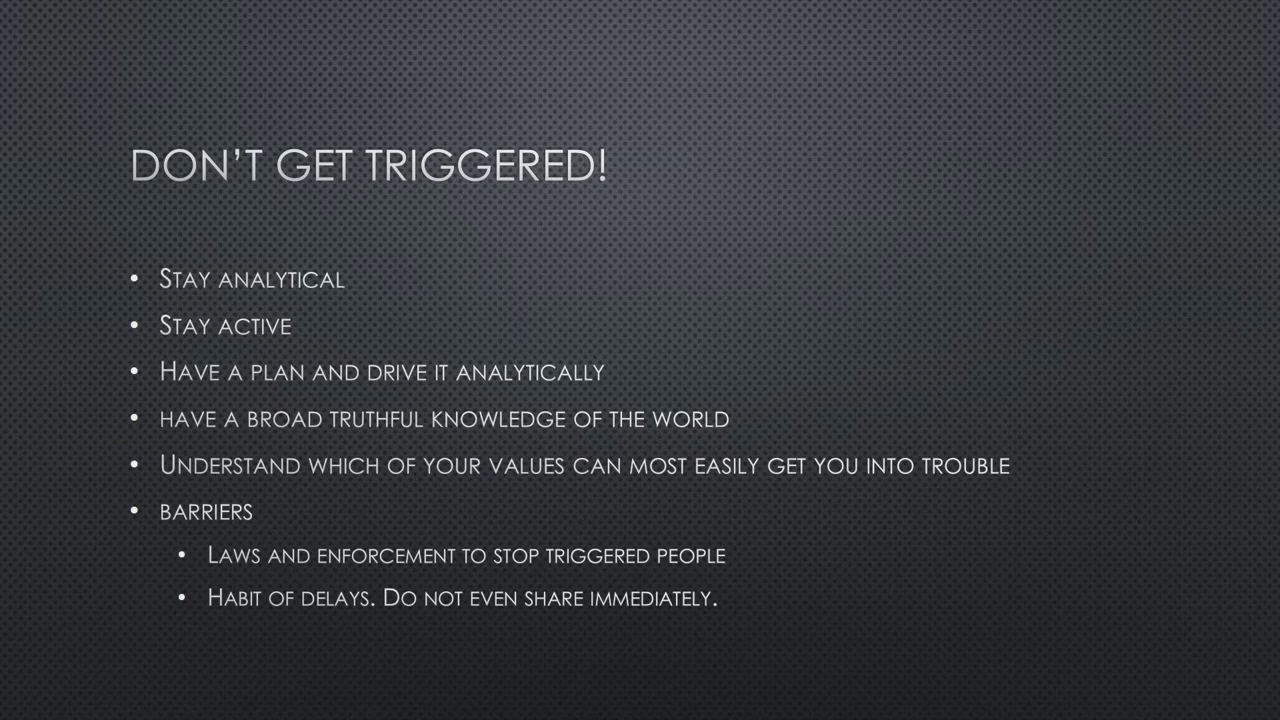 DON'T GET TRIGGERED!
• STAY ANALYTICAL
• STAY ACTIVE
• HAVE A PLAN AND DRIVE IT ANALYTICALLY
• HAVE A BROAD TRUTHFUL KNOWLEDGE OF THE WORLD
• UNDERSTAND WHICH OF YOUR VALUES CAN MOST EASILY GET YOU INTO TROUBLE
• BARRIERS
• LAWS AND ENFORCEMENT TO STOP TRIGGERED PEOPLE
• HABIT OF DELAYS. DO NOT EVEN SHARE IMMEDIATELY.